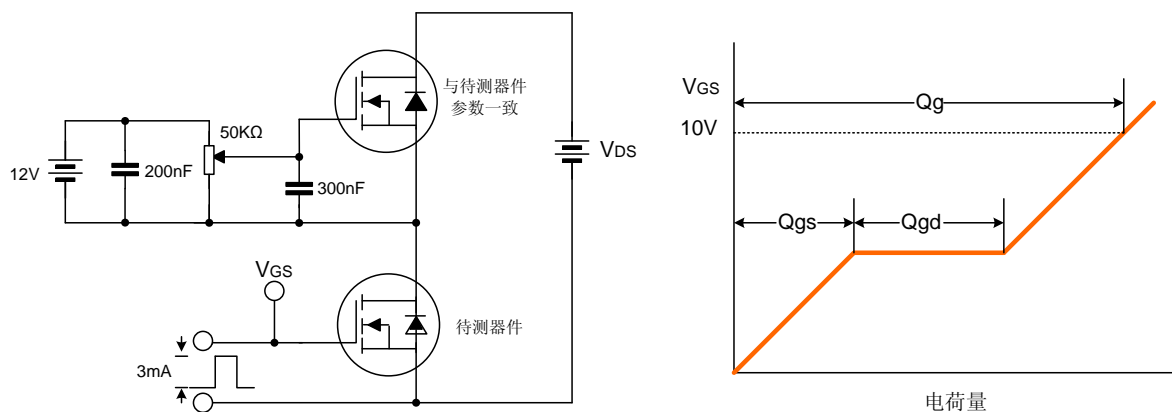 与待测器件
参数一致
50KΩ
12V
200nF
300nF
VDS
VGS
待测器件
3mA
VGS
10V
Qg
Qgs
Qgd
电荷量